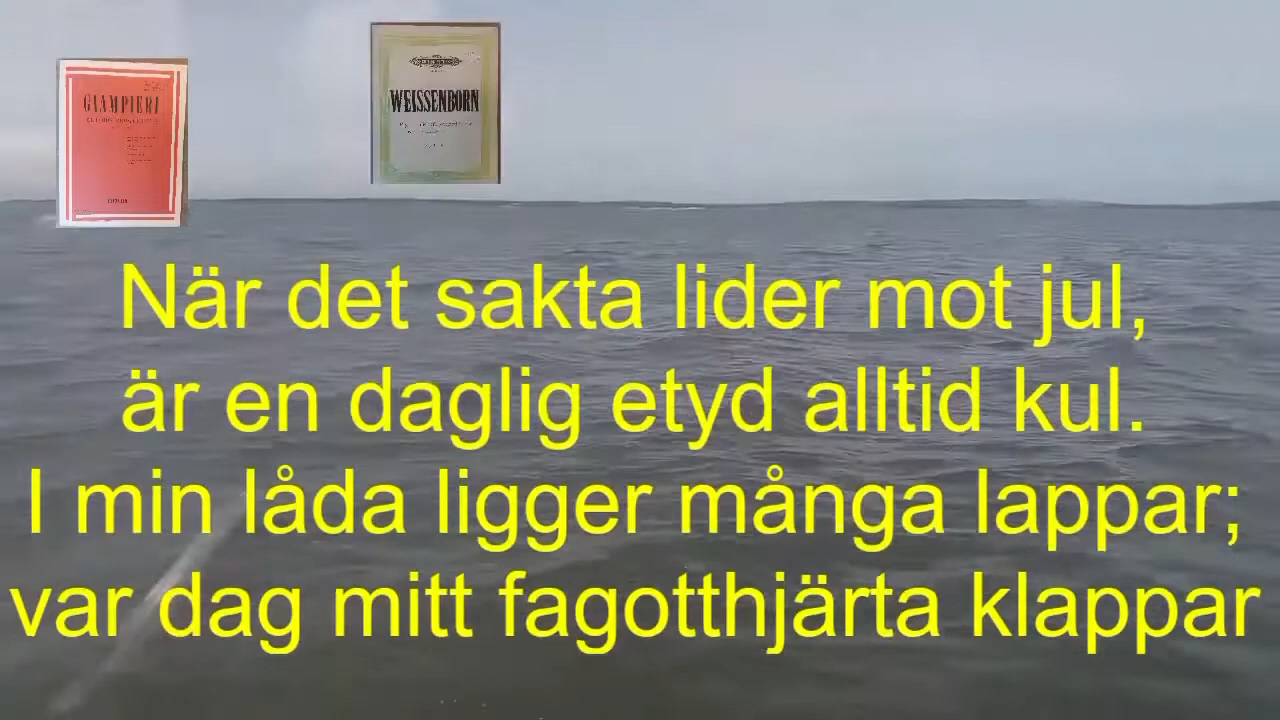 GIAMPIERI
WEISSENBORN
När det sakta lider mot jul,
är en daglig etyd alltid kul.
I min låda ligger många lappar;
var dag mitt fagotthjärta klappar